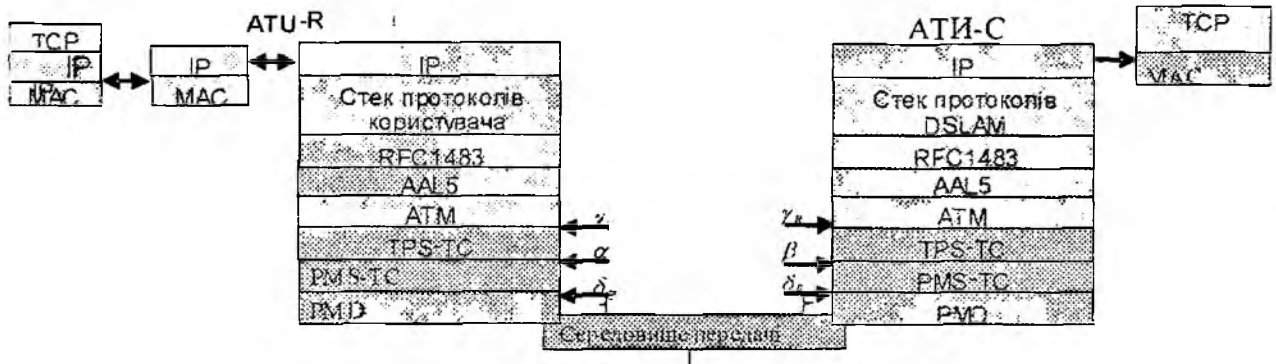 ATU-R
АТИ-С
TCP
IP
MAC
IP
MAC
IP
Стек протоколів
користувача
RFC1483
AAL5
ATM
TPS-TC
PMS-TC
PMD
γ
α
δ
IP
Стек протоколів
DSLAM
RFC1483
AAL5
ATM
TPS-TC
PMS-TC
PMD
γR
β
δ
TCP
MAC
Середовище передачі